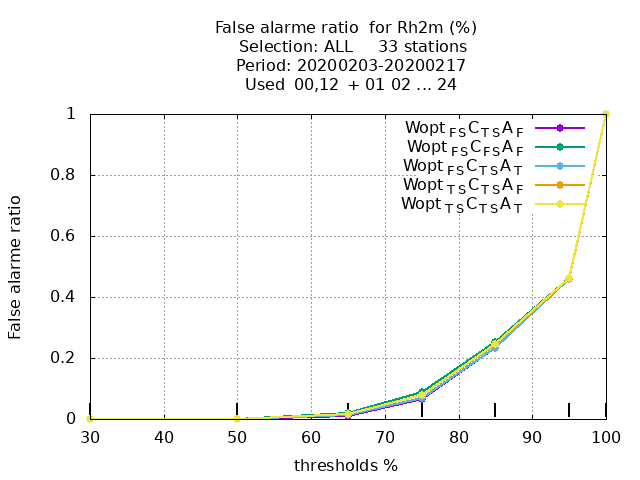 False alarme ratio  for Rh2m (%)
Selection: ALL     33 stations
Period: 20200203-20200217
Used  00,12  + 01 02 ... 24
1
0.8
0.6
0.4
0.2
0
False alarme ratio
Wopt FS C TS A F
Wopt FS C FS A F
Wopt FS C TS A T
Wopt TS C TS A F
Wopt TS C TS A T
30 40 50 60 70 80 90 100
thresholds %